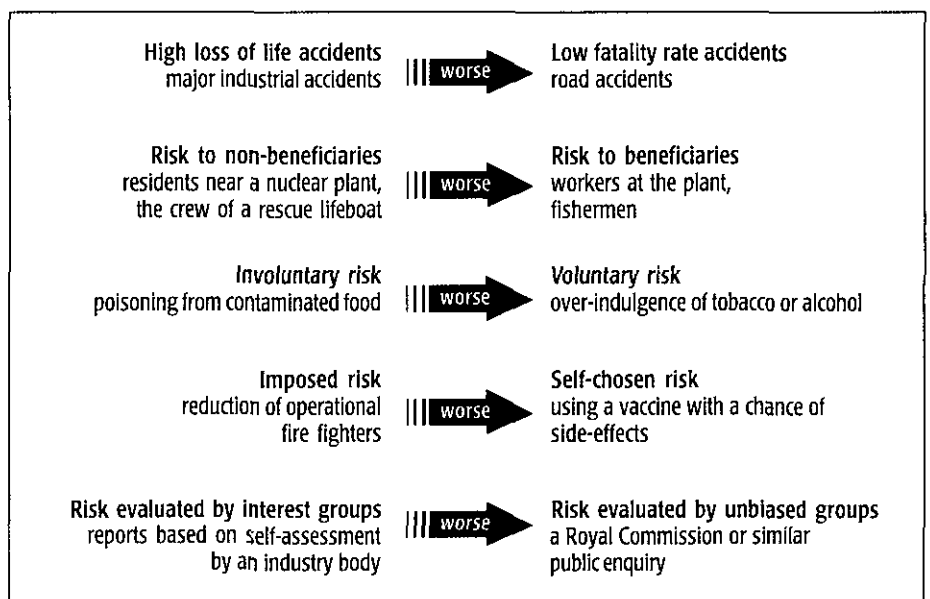 High loss of life accidents
major industrial accidents
worse
Low fatality rate accidents
road accidents
Risk to non-beneficiaries
residents near a nuclear plant,
the crew of a rescue lifeboat
worse
Risk to beneficiaries
workers at the plant,
fishermen
Involuntary risk
poisoning from contaminated food
worse
Voluntary risk
over-indulgence of tobacco or alcohol
Imposed risk
reduction of operational
fire fighters
worse
Self-chosen risk
using a vaccine with a chance of
side-effects
Risk evaluated by interest groups
reports based on self-assessment
by an industry body
worse
Risk evaluated by unbiased groups
a Royal Commission or similar
public enquiry